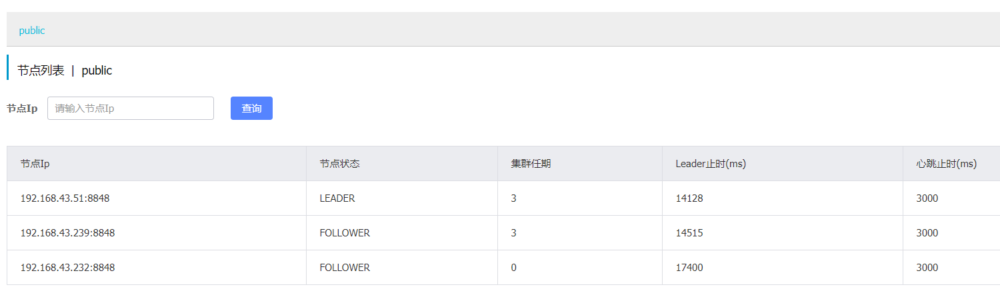 public
节点列表 | public
节点Ip 请输入节点Ip 查询
节点Ip 节点状态 集群任期 Leader止时(ms) 心跳止时(ms)
192.168.43.51:8848 LEADER 3 14128 3000
192.168.43.239:8848 FOLLOWER 3 14515 3000
192.168.43.232:8848 FOLLOWER 0 17400 3000